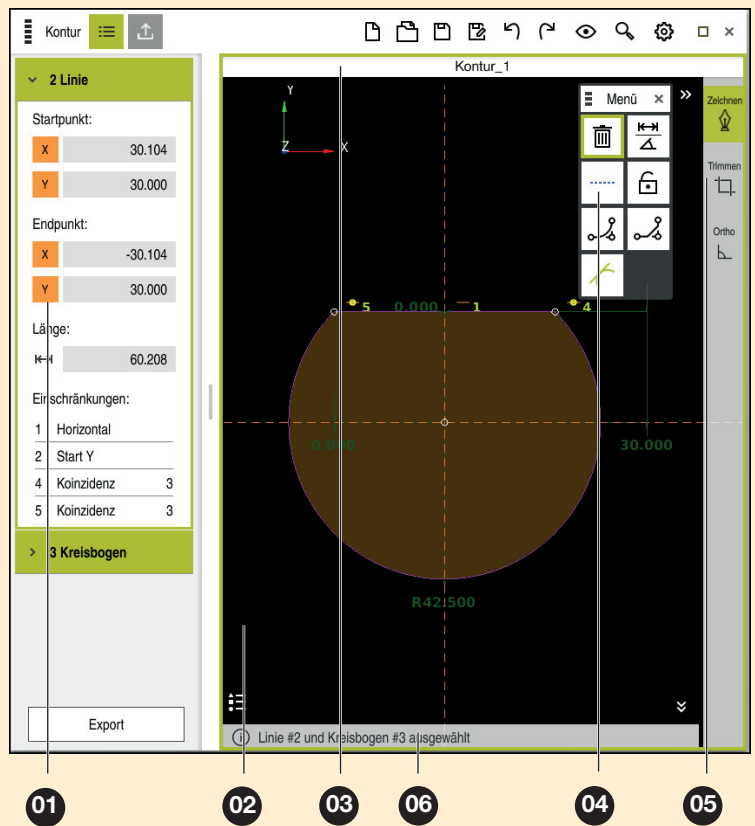 Kontur
Kontur_1
2 Linie
Startpunkt:
X 30.104
Y 30.000
Endpunkt:
X -30.104
Y 30.000
Länge:
60.208
Einschränkungen:
1 Horizontal
2 Start Y
4 Koinzidenz 3
5 Koinzidenz 3
3 Kreisbogen
Export
Y
Z X
Menü
Zeichnen
Trimmen
Ortho
5 0.000 1 4
0.000 30.000
R42.500
Linie #2 und Kreisbogen #3 ausgewählt
01 02 03 06 04 05